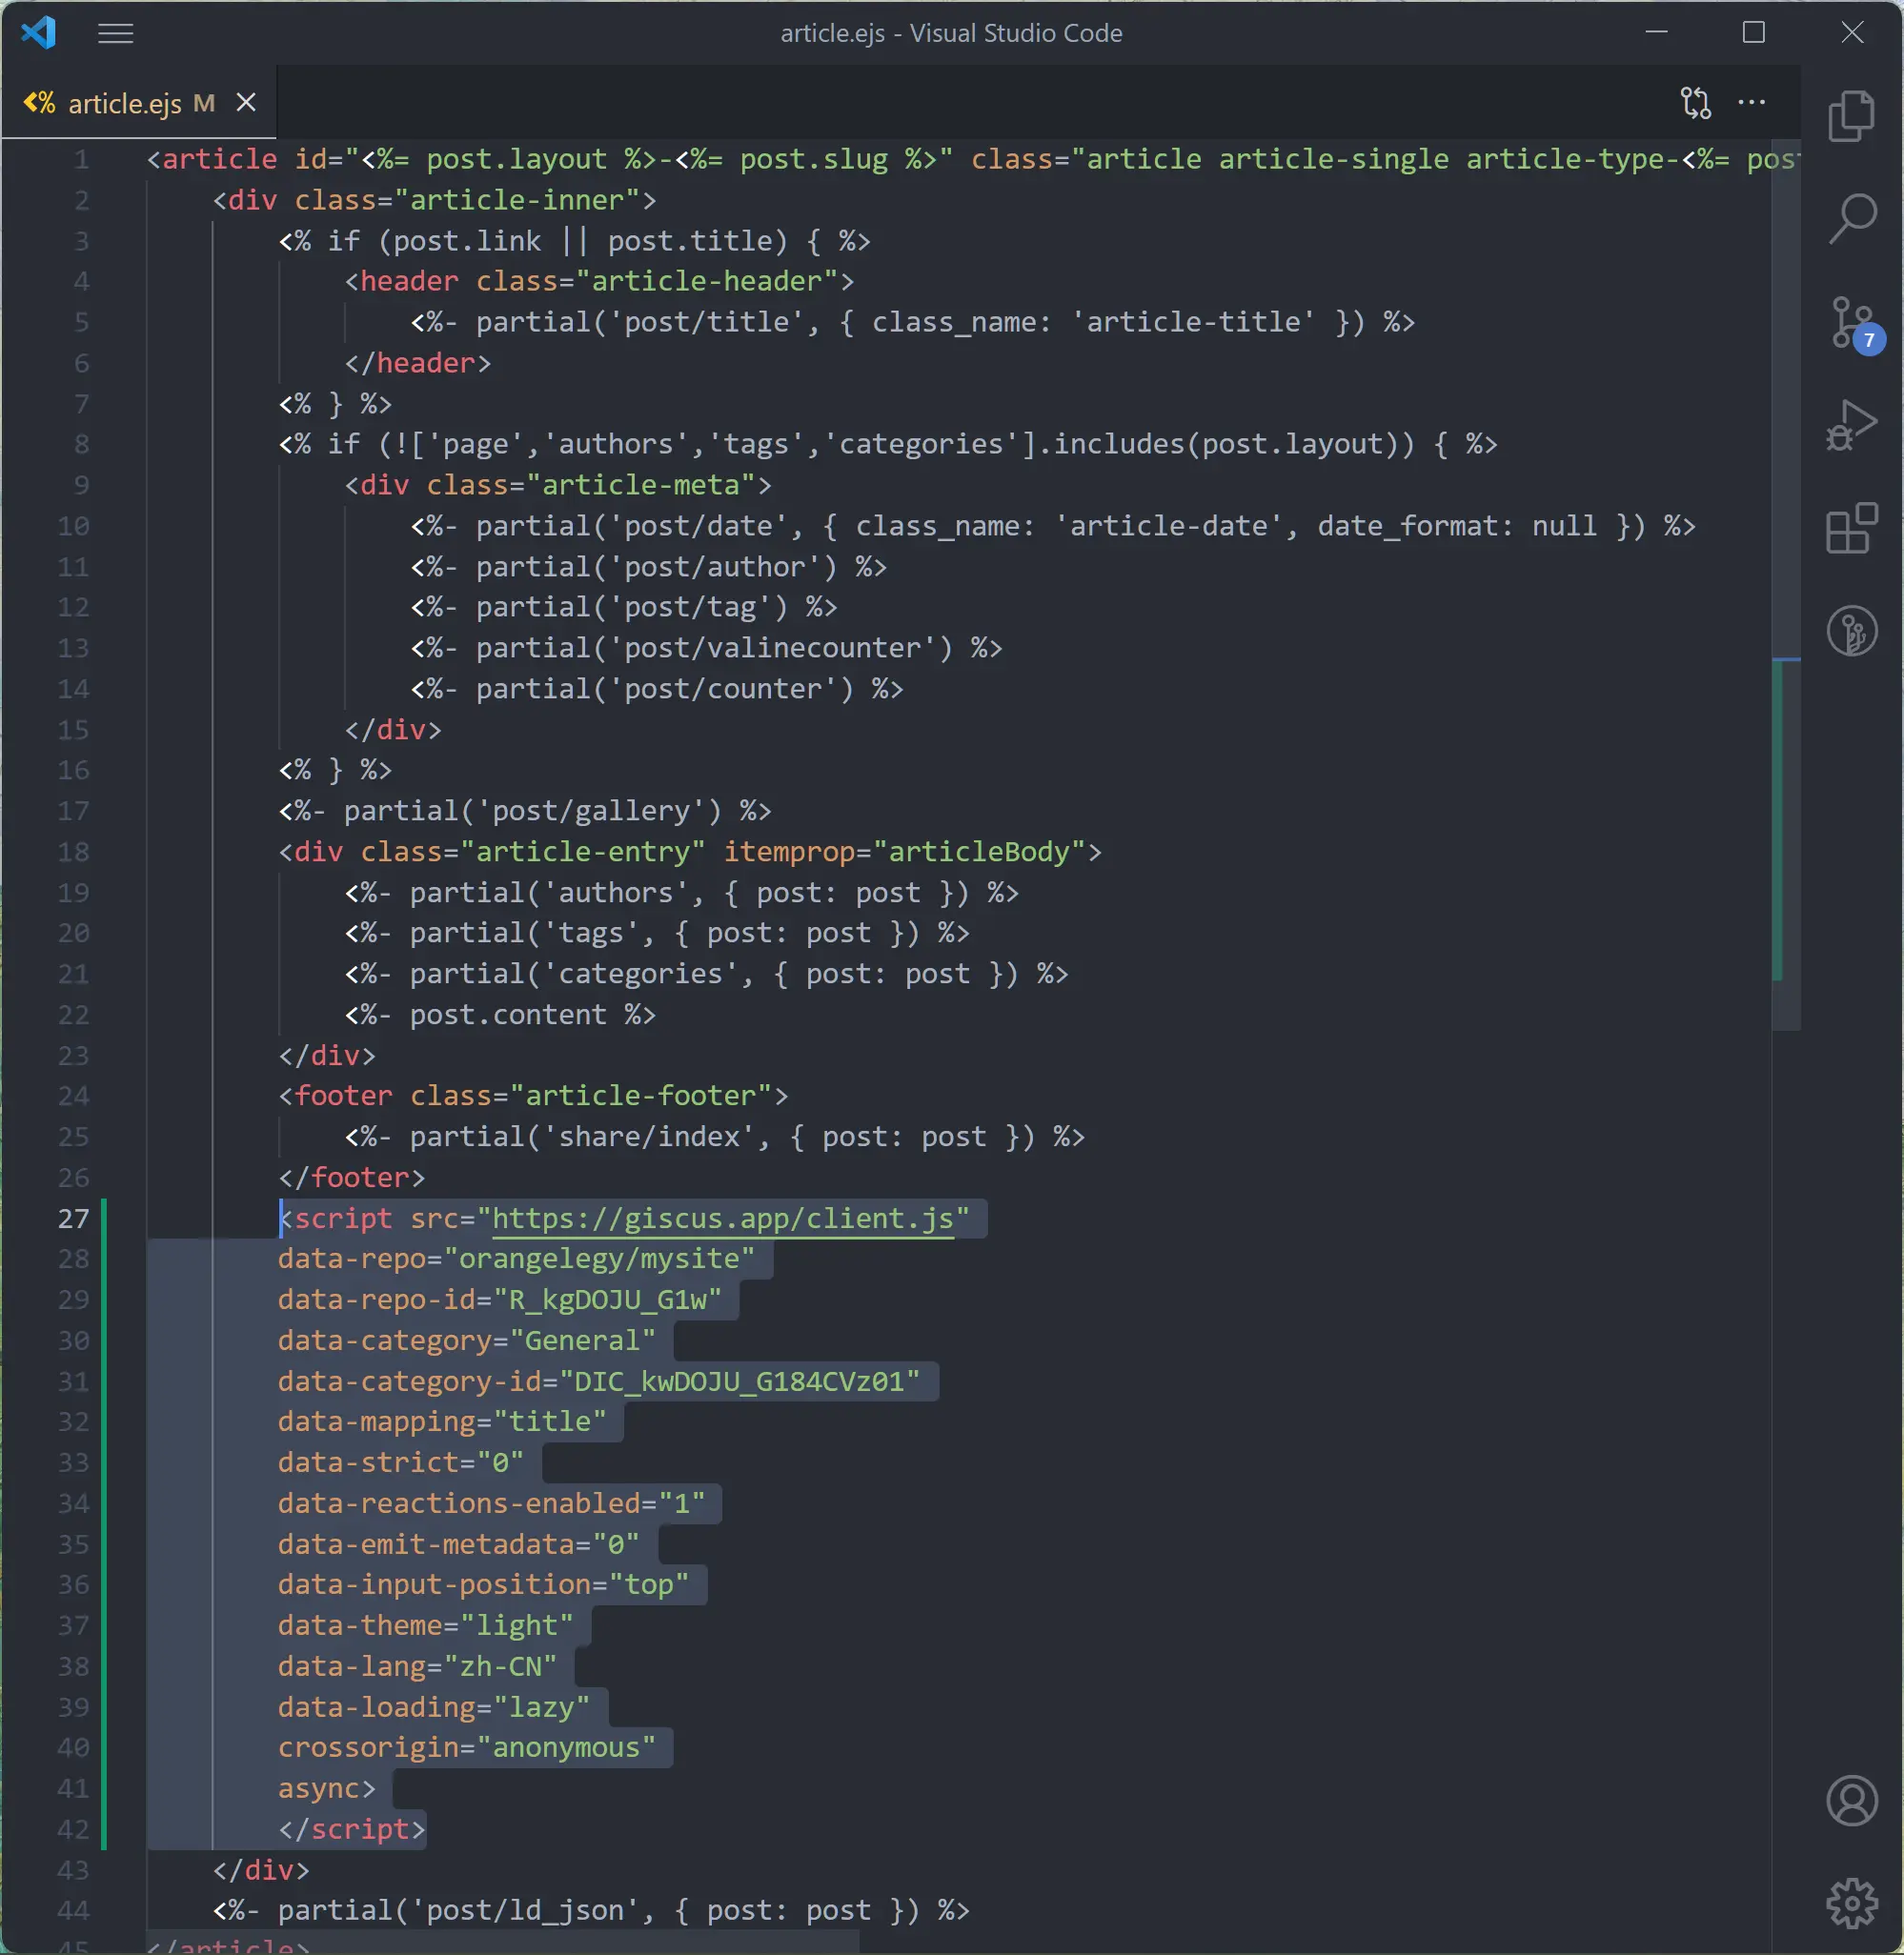 article.ejs - Visual Studio Code
article.ejs M
1 <article id="<%= post.layout %>-<%= post.slug %>" class="article article-single article-type-<%= pos
2 <div class="article-inner">
3 <% if (post.link || post.title) { %>
4 <header class="article-header">
5 <%- partial('post/title', { class_name: 'article-title' }) %>
6 </header>
7 <% } %>
8 <% if (!['page','authors','tags','categories'].includes(post.layout)) { %>
9 <div class="article-meta">
10 <%- partial('post/date', { class_name: 'article-date', date_format: null }) %>
11 <%- partial('post/author') %>
12 <%- partial('post/tag') %>
13 <%- partial('post/valinecounter') %>
14 <%- partial('post/counter') %>
15 </div>
16 <% } %>
17 <%- partial('post/gallery') %>
18 <div class="article-entry" itemprop="articleBody">
19 <%- partial('authors', { post: post }) %>
20 <%- partial('tags', { post: post }) %>
21 <%- partial('categories', { post: post }) %>
22 <%- post.content %>
23 </div>
24 <footer class="article-footer">
25 <%- partial('share/index', { post: post }) %>
26 </footer>
27 <script src="https://giscus.app/client.js"
28 data-repo="orangelegy/mysite"
29 data-repo-id="R_kgDOJU_G1w"
30 data-category="General"
31 data-category-id="DIC_kwDOJU_G184CVz01"
32 data-mapping="title"
33 data-strict="0"
34 data-reactions-enabled="1"
35 data-emit-metadata="0"
36 data-input-position="top"
37 data-theme="light"
38 data-lang="zh-CN"
39 data-loading="lazy"
40 crossorigin="anonymous"
41 async>
42 </script>
43 </div>
44 <%- partial('post/ld_json', { post: post }) %>
45 </article>
7